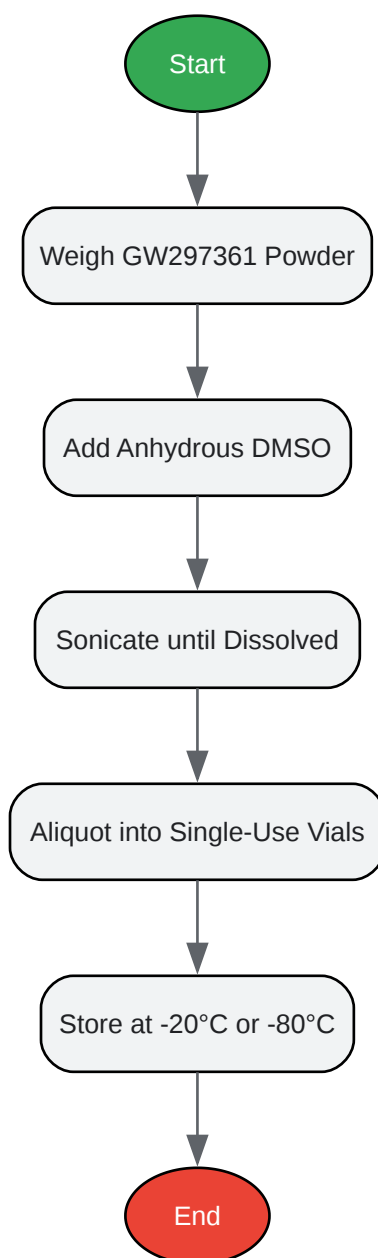 Start
Weigh GW297361 Powder
Add Anhydrous DMSO
Sonicate until Dissolved
Aliquot into Single-Use Vials
Store at -20°C or -80°C
End